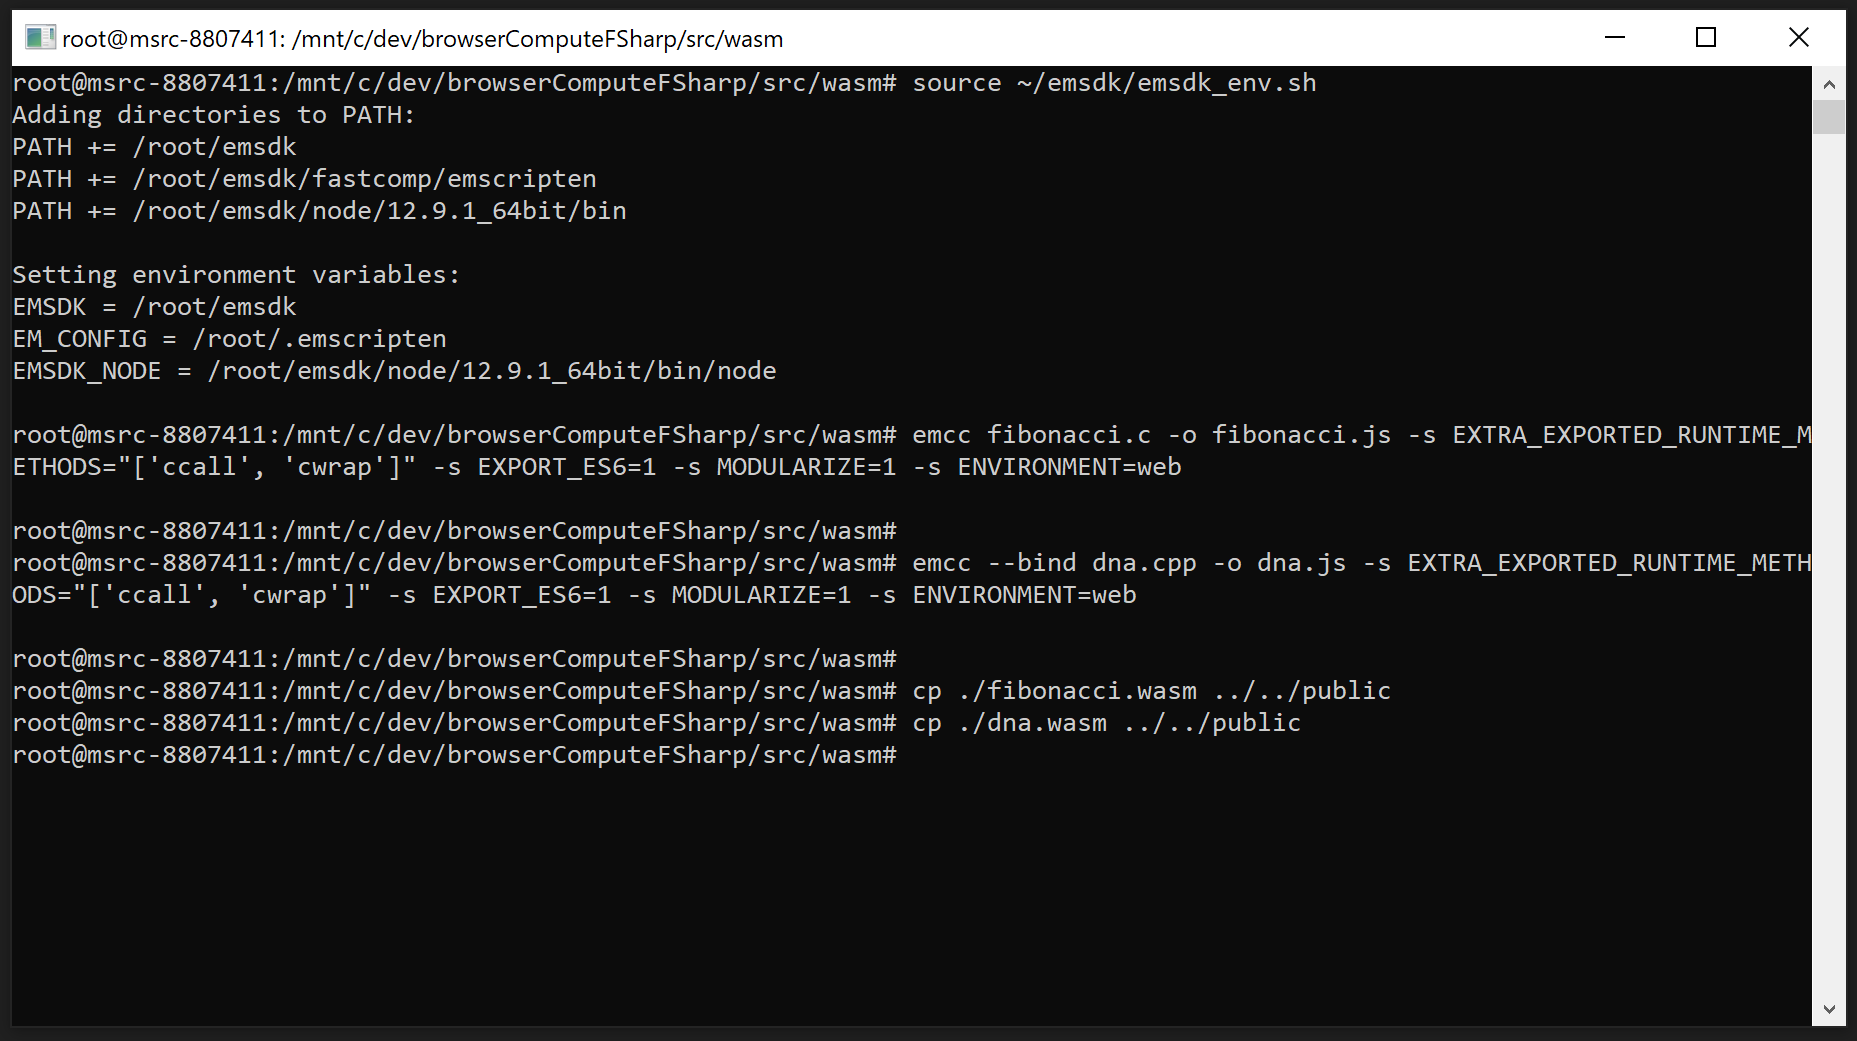 root@msrc-8807411: /mnt/c/dev/browserComputeFSharp/src/wasm
root@msrc-8807411:/mnt/c/dev/browserComputeFSharp/src/wasm# source ~/emsdk/emsdk_env.sh
Adding directories to PATH:
PATH += /root/emsdk
PATH += /root/emsdk/fastcomp/emscripten
PATH += /root/emsdk/node/12.9.1_64bit/bin
Setting environment variables:
EMSDK = /root/emsdk
EM_CONFIG = /root/.emscripten
EMSDK_NODE = /root/emsdk/node/12.9.1_64bit/bin/node
root@msrc-8807411:/mnt/c/dev/browserComputeFSharp/src/wasm# emcc fibonacci.c -o fibonacci.js -s EXTRA_EXPORTED_RUNTIME_M
ETHODS="['ccall', 'cwrap']" -s EXPORT_ES6=1 -s MODULARIZE=1 -s ENVIRONMENT=web
root@msrc-8807411:/mnt/c/dev/browserComputeFSharp/src/wasm#
root@msrc-8807411:/mnt/c/dev/browserComputeFSharp/src/wasm# emcc --bind dna.cpp -o dna.js -s EXTRA_EXPORTED_RUNTIME_METH
ODS="['ccall', 'cwrap']" -s EXPORT_ES6=1 -s MODULARIZE=1 -s ENVIRONMENT=web
root@msrc-8807411:/mnt/c/dev/browserComputeFSharp/src/wasm#
root@msrc-8807411:/mnt/c/dev/browserComputeFSharp/src/wasm# cp ./fibonacci.wasm ../../public
root@msrc-8807411:/mnt/c/dev/browserComputeFSharp/src/wasm# cp ./dna.wasm ../../public
root@msrc-8807411:/mnt/c/dev/browserComputeFSharp/src/wasm#